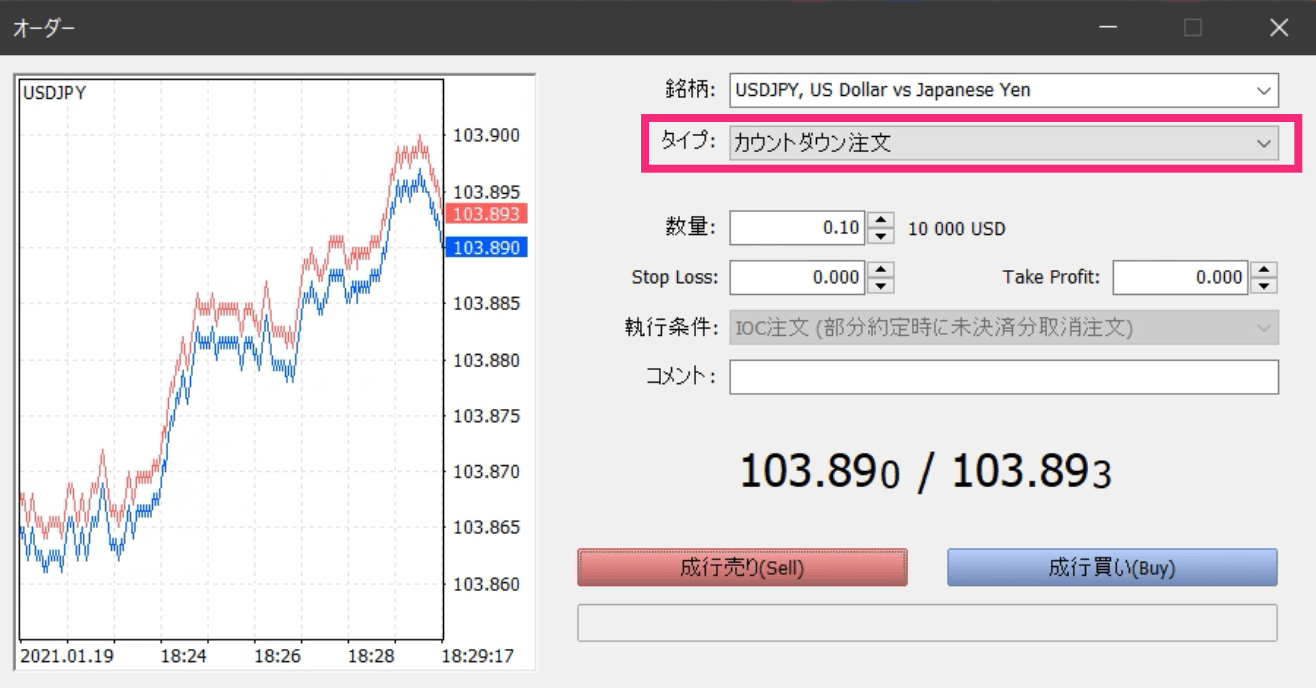 オーダー
USDJPY
103.900
103.895
103.893
103.890
103.885
103.880
103.875
103.870
103.865
103.860
2021.01.19 18:24 18:26 18:28 18:29:17
銘柄: USDJPY, US Dollar vs Japanese Yen
タイプ: カウントダウン注文
数量: 0.10 10 000 USD
Stop Loss: 0.000 Take Profit: 0.000
執行条件: IOC注文 (部分約定時に未決済分取消注文)
コメント:
103.890 / 103.893
成行売り(Sell) 成行買い(Buy)